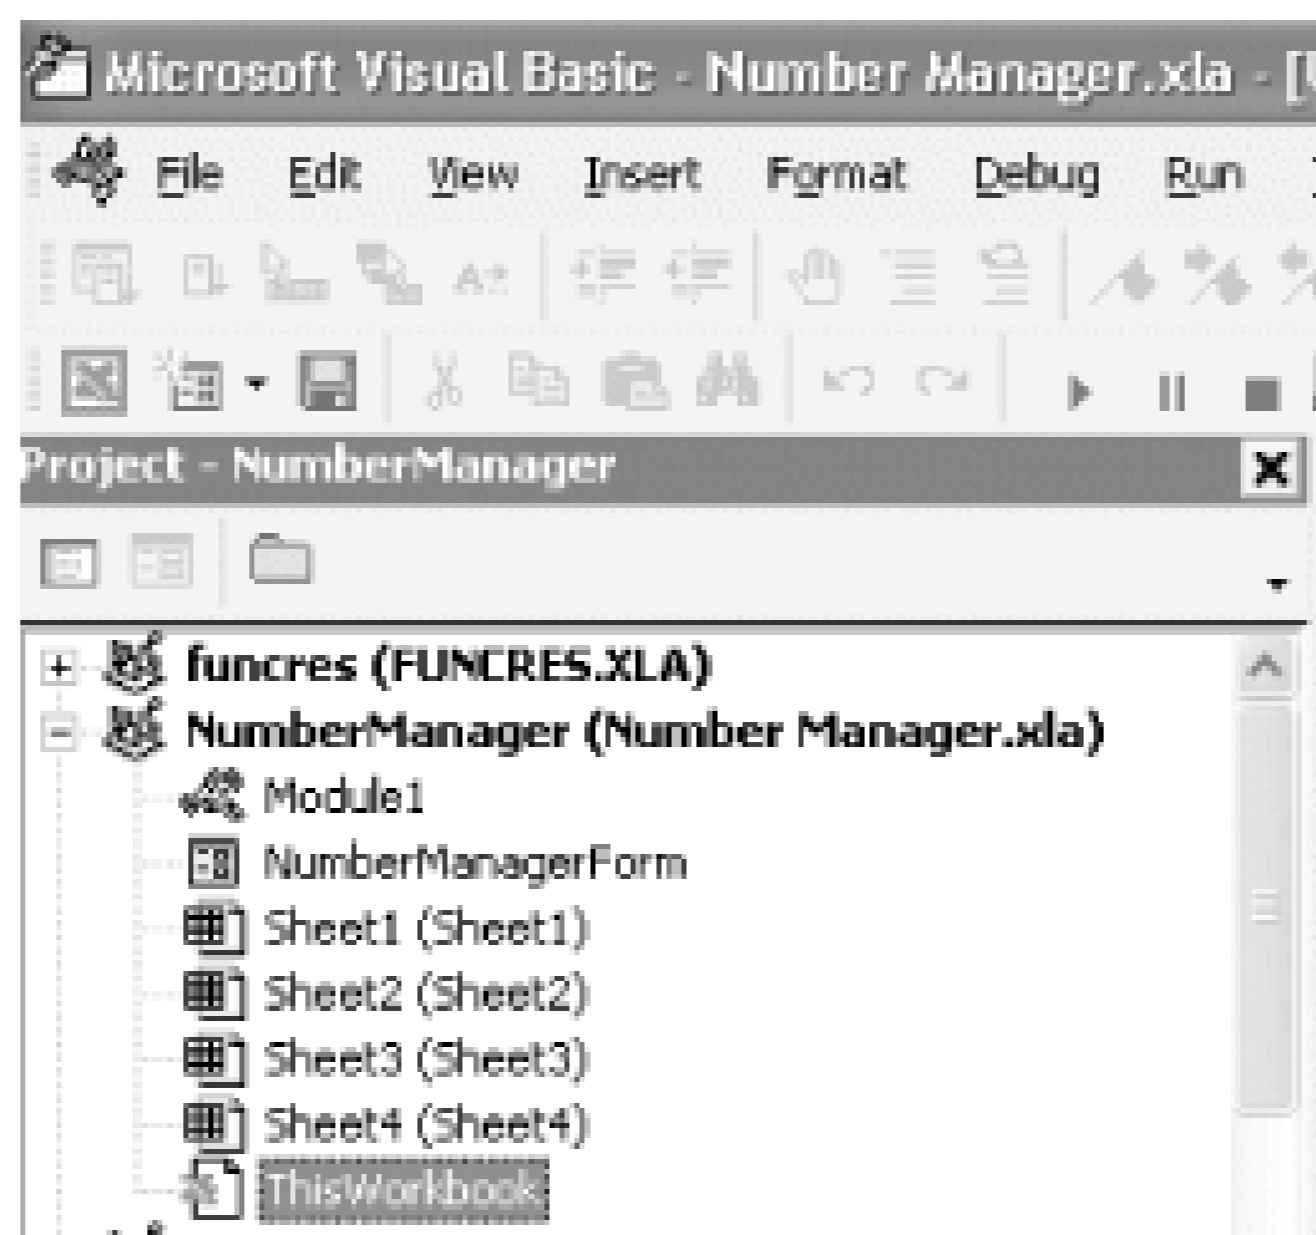 Microsoft Visual Basic - Number Manager.xla - [
File Edit View Insert Format Debug Run
Project - NumberManager
funcres (FUNCRES.XLA)
NumberManager (Number Manager.xla)
Module1
NumberManagerForm
Sheet1 (Sheet1)
Sheet2 (Sheet2)
Sheet3 (Sheet3)
Sheet4 (Sheet4)
ThisWorkbook